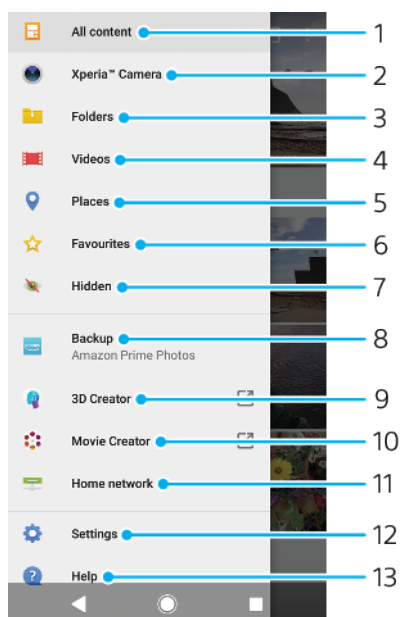 All content 1
Xperia™ Camera 2
Folders 3
Videos 4
Places 5
Favourites 6
Hidden 7
Backup 8
Amazon Prime Photos
3D Creator 9
Movie Creator 10
Home network 11
Settings 12
Help 13